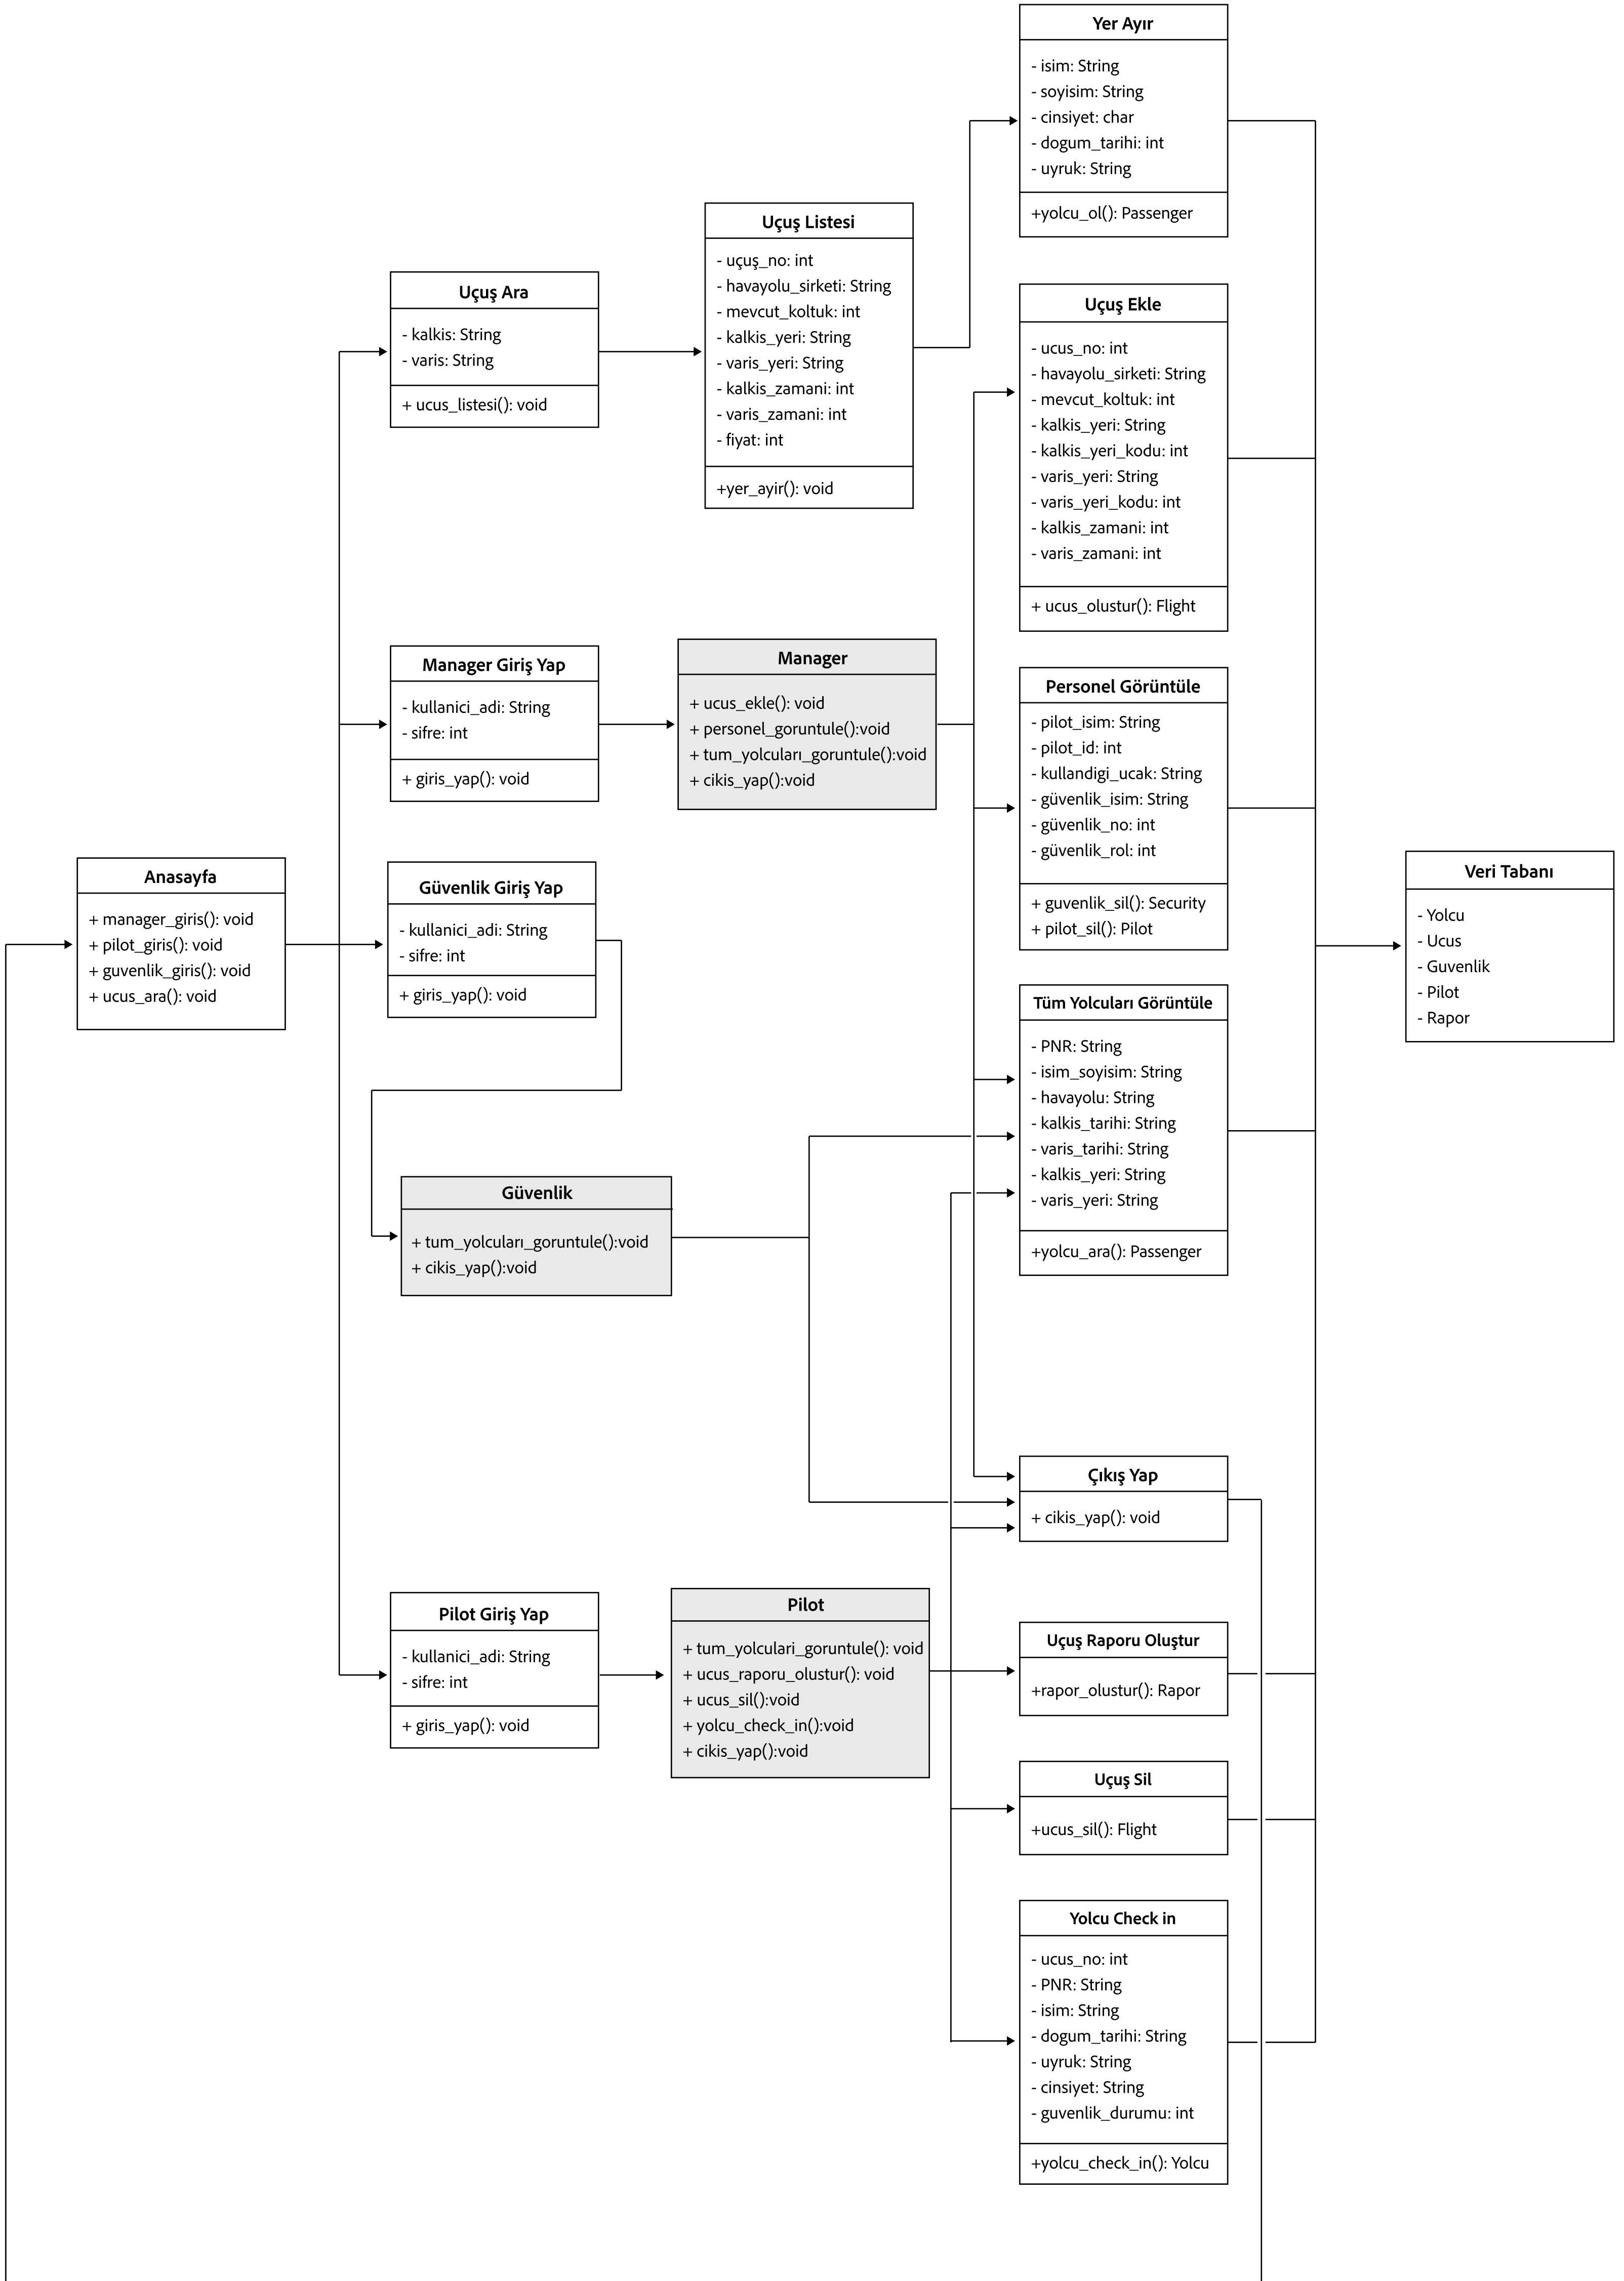 Yer Ayır
- isim: String
- soyisim: String
- cinsiyet: char
- dogum_tarihi: int
- uyruk: String
+yolcu_ol(): Passenger
Uçuş Listesi
- uçuş_no: int
- havayolu_sirketi: String
- mevcut_koltuk: int
- kalkis_yeri: String
- varis_yeri: String
- kalkis_zamani: int
- varis_zamani: int
- fiyat: int
+yer_ayir(): void
Uçuş Ara
- kalkis: String
- varis: String
+ ucus_listesi(): void
Uçuş Ekle
- ucus_no: int
- havayolu_sirketi: String
- mevcut_koltuk: int
- kalkis_yeri: String
- kalkis_yeri_kodu: int
- varis_yeri: String
- varis_yeri_kodu: int
- kalkis_zamani: int
- varis_zamani: int
+ ucus_olustur(): Flight
Manager Giriş Yap
- kullanici_adi: String
- sifre: int
+ giris_yap(): void
Manager
+ ucus_ekle(): void
+ personel_goruntule():void
+ tum_yolcuları_goruntule():void
+ cikis_yap():void
Personel Görüntüle
- pilot_isim: String
- pilot_id: int
- kullandigi_ucak: String
- güvenlik_isim: String
- güvenlik_no: int
- güvenlik_rol: int
+ guvenlik_sil(): Security
+ pilot_sil(): Pilot
Anasayfa
+ manager_giris(): void
+ pilot_giris(): void
+ guvenlik_giris(): void
+ ucus_ara(): void
Güvenlik Giriş Yap
- kullanici_adi: String
- sifre: int
+ giris_yap(): void
Veri Tabanı
- Yolcu
- Ucus
- Guvenlik
- Pilot
- Rapor
Tüm Yolcuları Görüntüle
- PNR: String
- isim_soyisim: String
- havayolu: String
- kalkis_tarihi: String
- varis_tarihi: String
- kalkis_yeri: String
- varis_yeri: String
+yolcu_ara(): Passenger
Güvenlik
+ tum_yolcuları_goruntule():void
+ cikis_yap():void
Çıkış Yap
+ cikis_yap(): void
Pilot Giriş Yap
- kullanici_adi: String
- sifre: int
+ giris_yap(): void
Pilot
+ tum_yolculari_goruntule(): void
+ ucus_raporu_olustur(): void
+ ucus_sil():void
+ yolcu_check_in():void
+ cikis_yap():void
Uçuş Raporu Oluştur
+rapor_olustur(): Rapor
Uçuş Sil
+ucus_sil(): Flight
Yolcu Check in
- ucus_no: int
- PNR: String
- isim: String
- dogum_tarihi: String
- uyruk: String
- cinsiyet: String
- guvenlik_durumu: int
+yolcu_check_in(): Yolcu